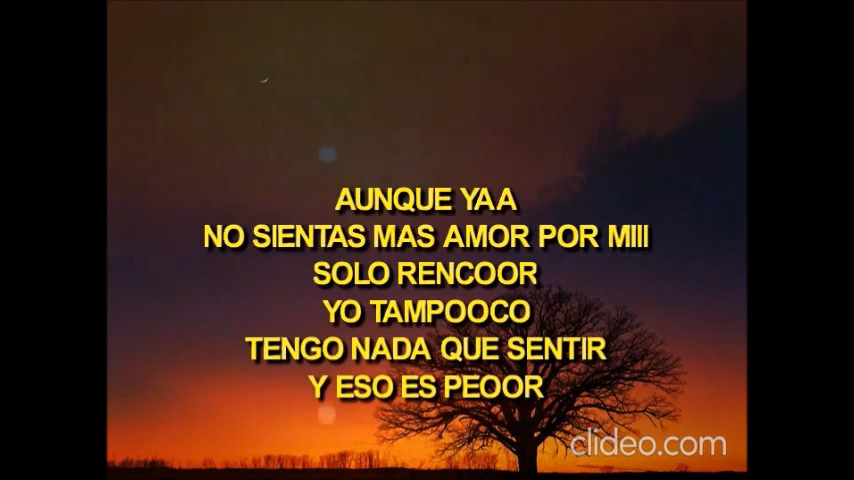 AUNQUE YAA
NO SIENTAS MAS AMOR POR MIII
SOLO RENCOOR
YO TAMPOOCO
TENGO NADA QUE SENTIR
Y ESO ES PEOOR
clideo.com